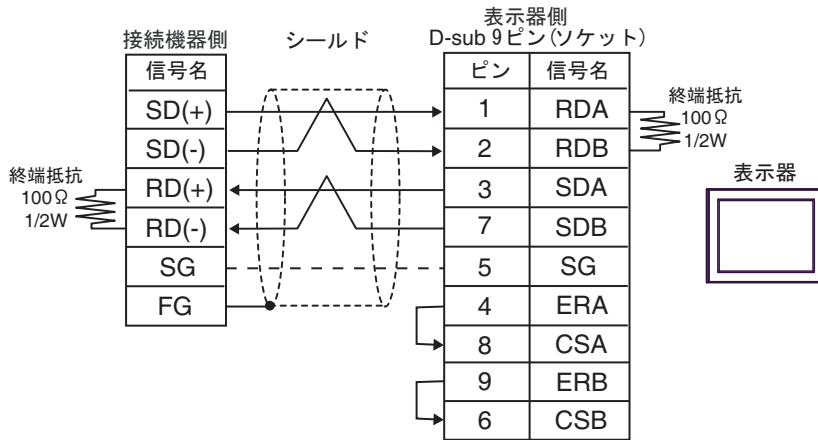 接続機器側
シールド
表示器側
D-sub 9ピン(ソケット)
信号名
SD(+)
SD(-)
RD(+)
RD(-)
SG
FG
終端抵抗
100Ω
1/2W
ピン 信号名
1 RDA
2 RDB
3 SDA
7 SDB
5 SG
4 ERA
8 CSA
9 ERB
6 CSB
終端抵抗
100Ω
1/2W
表示器